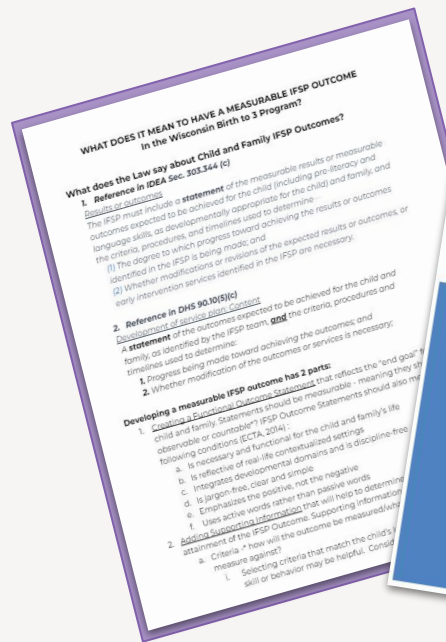 WHAT DOES IT MEAN TO HAVE A MEASURABLE IFSP OUTCOME
In the Wisconsin Birth to 3 Program?
What does the Law say about Child and Family IFSP Outcomes?
1. Reference in IDEA Sec. 303.344 (c)
Results or outcomes
The IFSP must include a statement of the measurable results or measurable
outcomes expected to be achieved for the child (including pre-literacy and
language skills, as developmentally appropriate for the child) and family, and
the criteria, procedures, and timelines used to determine
(1) The degree to which progress toward achieving the results or outcomes
identified in the IFSP is being made; and
(2) Whether modifications or revisions of the expected results or outcomes, or
early intervention services identified in the IFSP are necessary.
2. Reference in DHS 90.10(5)(c)
Development of service plan: Content
A statement of the outcomes expected to be achieved for the child and
family, as identified by the IFSP team, and the criteria, procedures and
timelines used to determine:
1. Progress being made toward achieving the outcomes; and
2. Whether modification of the outcomes or services is necessary;
Developing a measurable IFSP outcome has 2 parts:
1. Creating a Functional Outcome Statement that reflects the "end goal"
child and family. Statements should be measurable - meaning they
observable or countable*? IFSP Outcome Statements should also
following conditions (ECTA, 2014) :
a. Is necessary and functional for the child and family's life
b. Is reflective of real-life contextualized settings
c. Integrates developmental domains and is discipline-free
d. Is jargon-free, clear and simple
e. Emphasizes the positive, not the negative
f. Uses active words rather than passive words
2. Adding Supporting Information that will help to determine
attainment of the IFSP Outcome. Supporting information
a. Criteria -* how will the outcome be measured/
measure against?
i. Selecting criteria that match the child's
skill or behavior may be helpful.